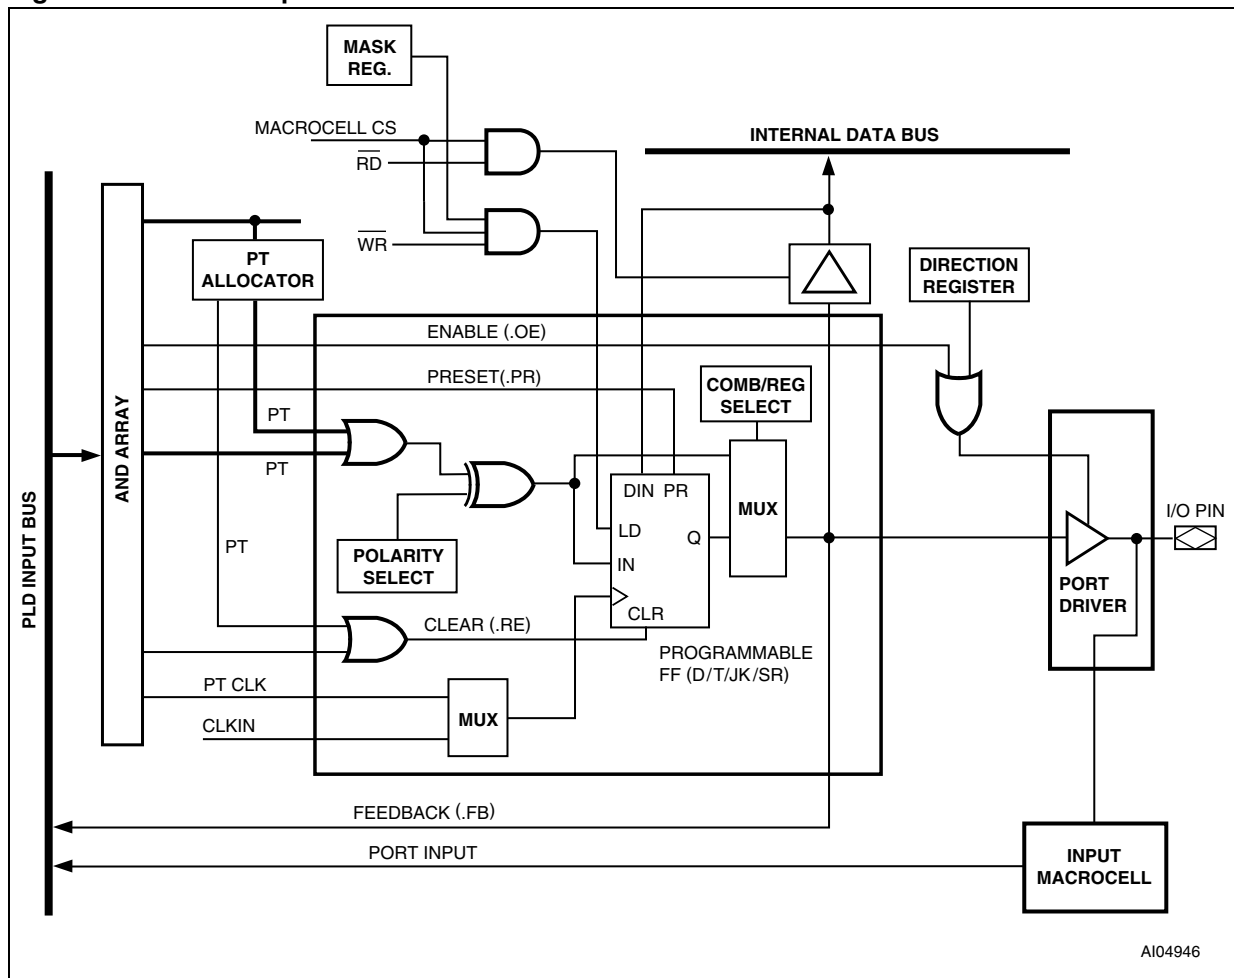 MASK
REG.
MACROCELL CS
RD
WR
INTERNAL DATA BUS
PT
ALLOCATOR
DIRECTION
REGISTER
ENABLE (.OE)
PRESET(.PR)
COMB/REG
SELECT
PT
PT
PT
AND ARRAY
PLD INPUT BUS
DIN PR
LD
IN
Q
CLR
MUX
POLARITY
SELECT
I/O PIN
PORT
DRIVER
CLEAR (.RE)
PROGRAMMABLE
FF (D/T/JK/SR)
PT CLK
CLKIN
MUX
FEEDBACK (.FB)
PORT INPUT
INPUT
MACROCELL
AI04946